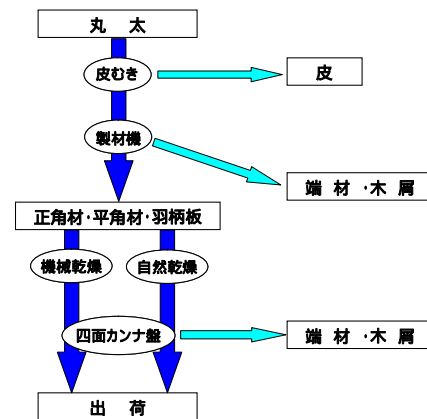 丸 太
皮むき
皮
製材機
端 材・木 屑
正角材・平角材・羽柄板
機械乾燥
自然乾燥
四面カンナ盤
端 材・木 屑
出 荷